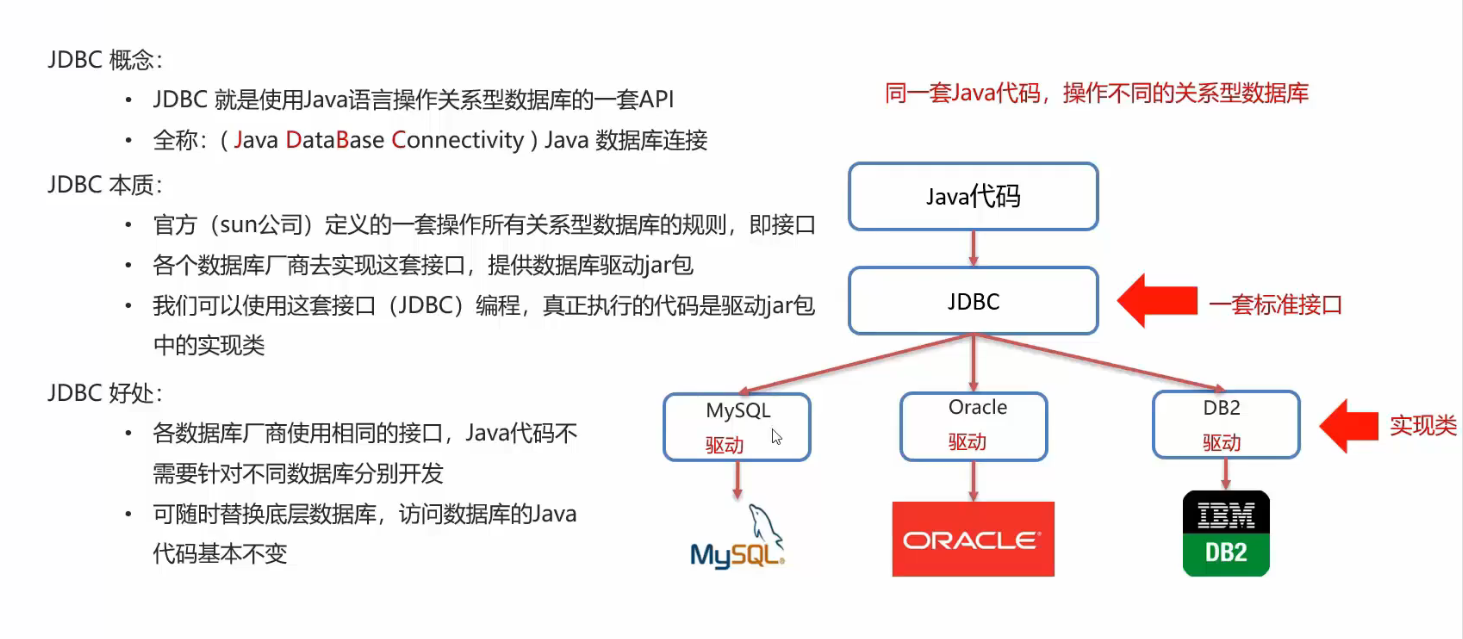 JDBC 概念：
• JDBC 就是使用Java语言操作关系型数据库的一套API
• 全称：( Java DataBase Connectivity ) Java 数据库连接
JDBC 本质：
• 官方（sun公司）定义的一套操作所有关系型数据库的规则，即接口
• 各个数据库厂商去实现这套接口，提供数据库驱动jar包
• 我们可以使用这套接口（JDBC）编程，真正执行的代码是驱动jar包
中的实现类
JDBC 好处：
• 各数据库厂商使用相同的接口，Java代码不
需要针对不同数据库分别开发
• 可随时替换底层数据库，访问数据库的Java
代码基本不变
同一套Java代码，操作不同的关系型数据库
Java代码
JDBC
一套标准接口
MySQL
驱动
Oracle
驱动
DB2
驱动
实现类
MySQL®
ORACLE®
IBM
DB2